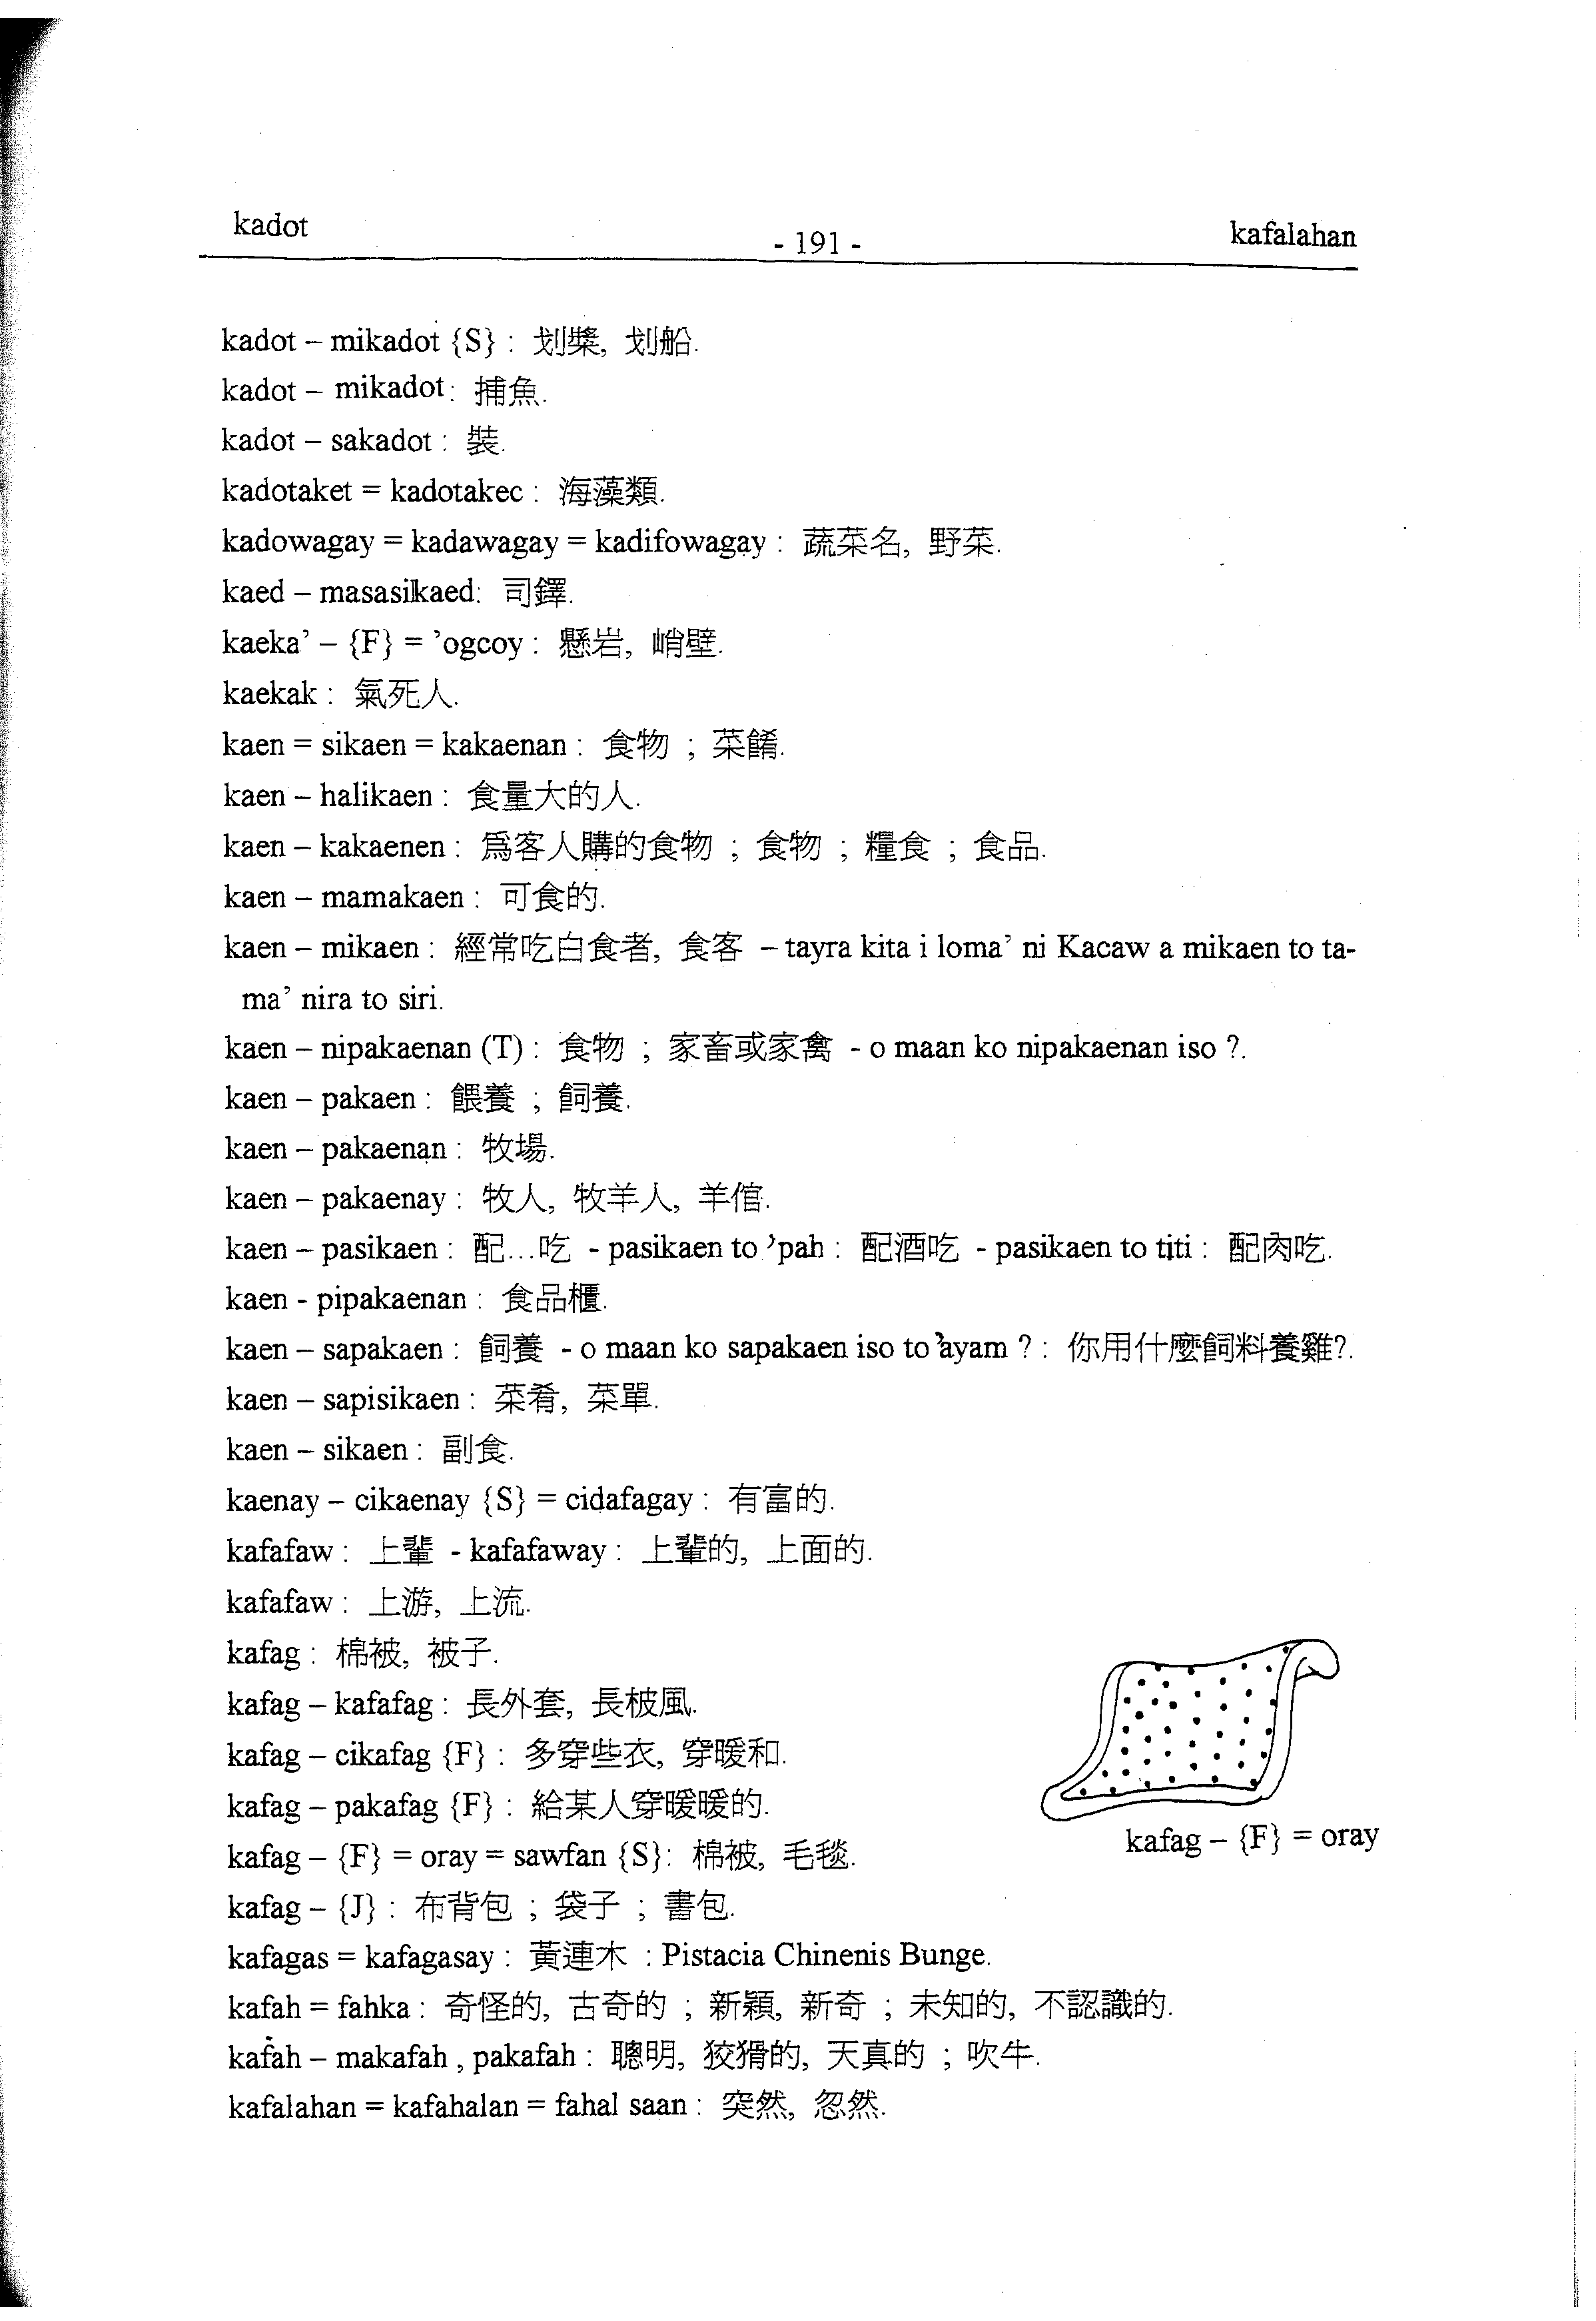 kadot
- 191 -
kafalahan
kadot – mikadot {S} : 划槳, 划船.
kadot – mikadot : 捕魚.
kadot – sakadot : 裝.
kadotaket = kadotakec : 海藻類.
kadowagay = kadawagay = kadifowagay : 蔬菜名, 野菜.
kaed – masasikaed: 司鐸.
kaeka’ – {F} = ’ogcoy : 懸岩, 峭壁.
kaekak : 氣死人.
kaen = sikaen = kakaenan : 食物 ; 菜餚.
kaen – halikaen : 食量大的人.
kaen – kakaenen : 爲客人購的食物 ; 食物 ; 糧食 ; 食品.
kaen – mamakaen : 可食的.
kaen – mikaen : 經常吃白食者, 食客 – tayra kita i loma’ ni Kacaw a mikaen to ta-
ma’ nira to siri.
kaen – nipakaenan (T) : 食物 ; 家畜或家禽 - o maan ko nipakaenan iso ?.
kaen – pakaen : 餵養 ; 飼養.
kaen – pakaenan : 牧場.
kaen – pakaenay : 牧人, 牧羊人, 羊倌.
kaen – pasikaen : 配…吃 - pasikaen to ’pah : 配酒吃 - pasikaen to titi : 配肉吃.
kaen - pipakaenan : 食品櫃.
kaen – sapakaen : 飼養 - o maan ko sapakaen iso to ’ayam ? : 你用什麼飼料養雞?.
kaen – sapisikaen : 菜肴, 菜單.
kaen – sikaen : 副食.
kaenay – cikaenay {S} = cidafagay : 有富的.
kafafaw : 上輩 - kafafaway : 上輩的, 上面的.
kafafaw : 上游, 上流.
kafag : 棉被, 被子.
kafag – kafafag : 長外套, 長柀風.
kafag – cikafag {F} : 多穿些衣, 穿暖和.
kafag – pakafag {F} : 給某人穿暖暖的.
kafag – {F} = oray
kafag – {F} = oray = sawfan {S}: 棉被, 毛毯.
kafag – {J} : 布背包 ; 袋子 ; 書包.
kafagas = kafagasay : 黃連木 : Pistacia Chinenis Bunge.
kafah = fahka : 奇怪的, 古奇的 ; 新穎, 新奇 ; 未知的, 不認識的.
kafah – makafah , pakafah : 聰明, 狡猾的, 天真的 ; 吹牛.
kafalahan = kafahalan = fahal saan : 突然, 忽然.